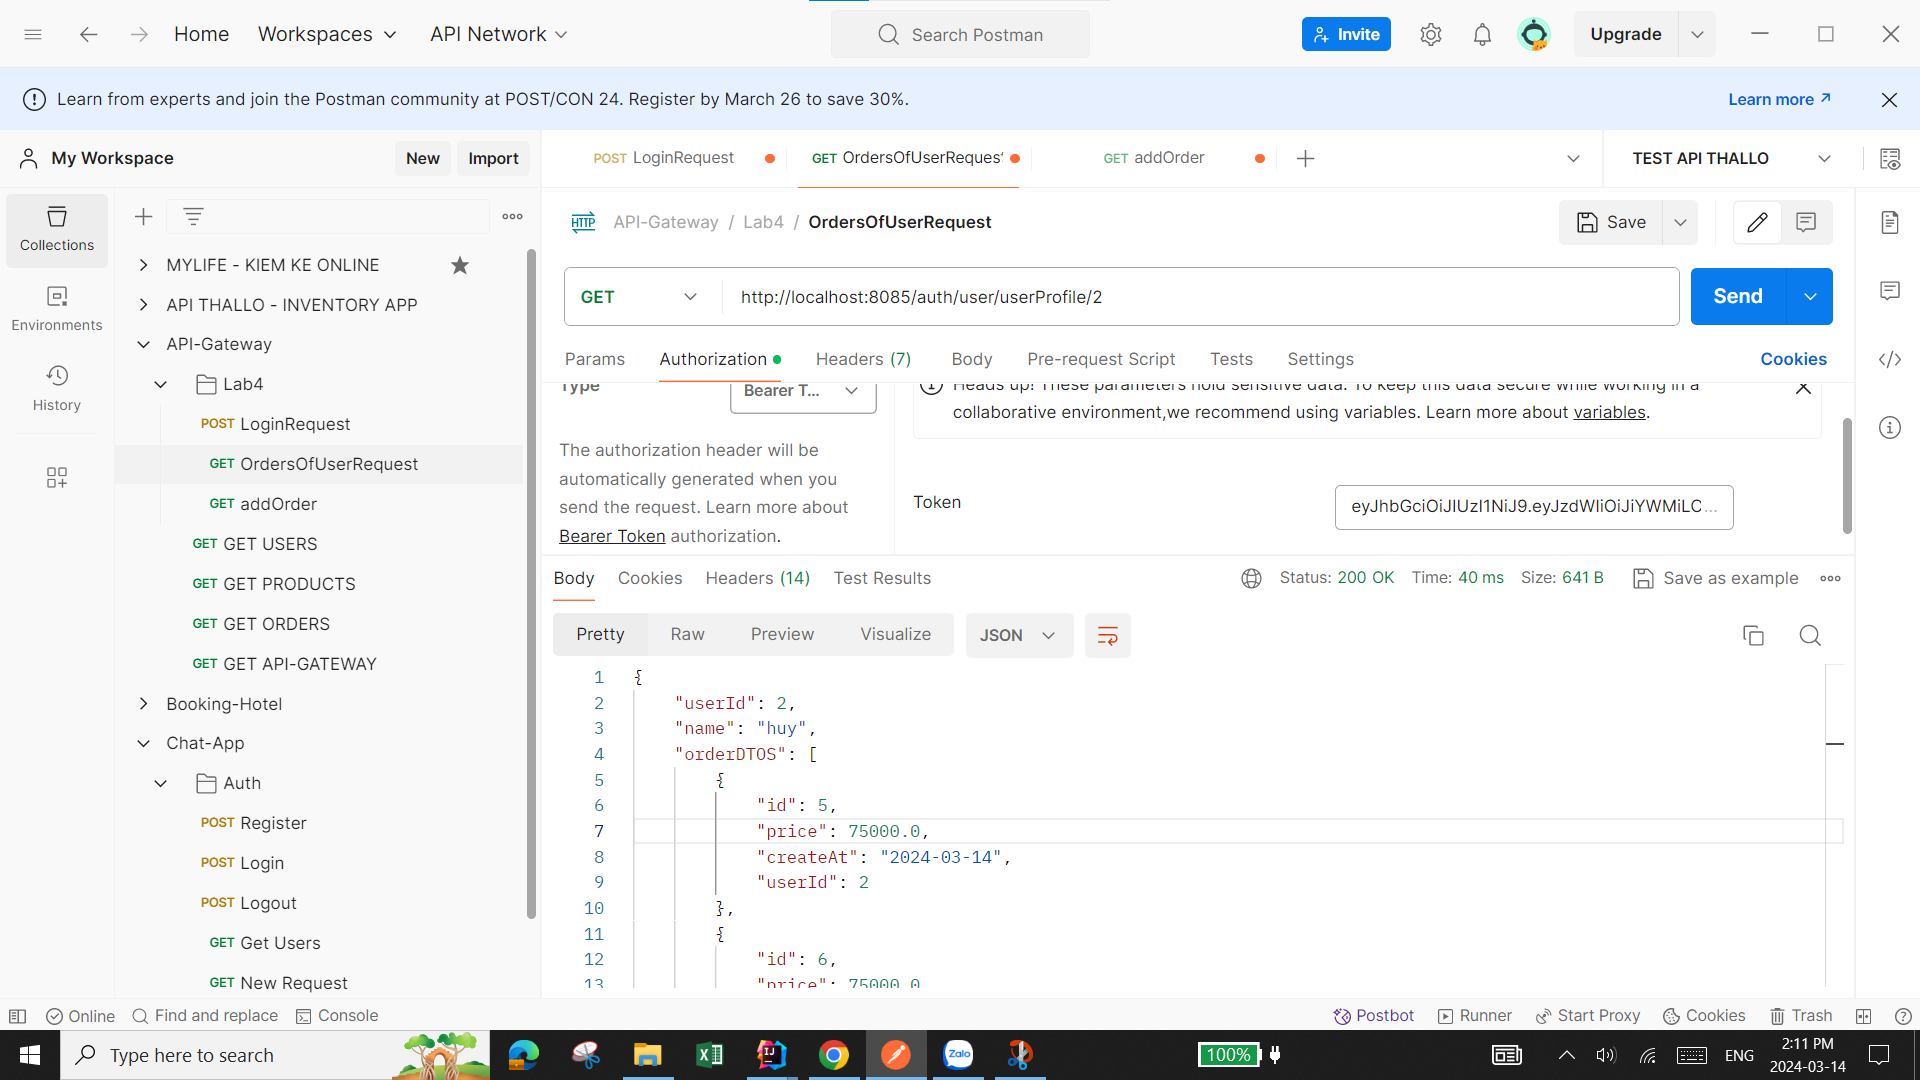 Home Workspaces API Network Search Postman Invite Upgrade
Learn from experts and join the Postman community at POST/CON 24. Register by March 26 to save 30%. Learn more
My Workspace New Import
POST LoginRequest GET OrdersOfUserReques GET addOrder TEST API THALLO
Collections
Environments
History
MYLIFE - KIEM KE ONLINE
API THALLO - INVENTORY APP
API-Gateway
Lab4
POST LoginRequest
GET OrdersOfUserRequest
GET addOrder
GET GET USERS
GET GET PRODUCTS
GET GET ORDERS
GET GET API-GATEWAY
Booking-Hotel
Chat-App
Auth
POST Register
POST Login
POST Logout
GET Get Users
GET New Request
HTTP API-Gateway / Lab4 / OrdersOfUserRequest Save
GET http://localhost:8085/auth/user/userProfile/2 Send
Params Authorization Headers (7) Body Pre-request Script Tests Settings Cookies
Type Bearer T...
The authorization header will be
automatically generated when you
send the request. Learn more about
Bearer Token authorization.
Heads up! These parameters hold sensitive data. To keep this data secure while working in a
collaborative environment,we recommend using variables. Learn more about variables.
Token eyJhbGciOiJIUzI1NiJ9.eyJzdWIiOiJiYWMiLC...
Body Cookies Headers (14) Test Results Status: 200 OK Time: 40 ms Size: 641 B Save as example
Pretty Raw Preview Visualize JSON
1 {
2 "userId": 2,
3 "name": "huy",
4 "orderDTOS": [
5 {
6 "id": 5,
7 "price": 75000.0,
8 "createAt": "2024-03-14",
9 "userId": 2
10 },
11 {
12 "id": 6,
13 "price": 75000.0
Online Find and replace Console Postbot Runner Start Proxy Cookies Trash
Type here to search Zalo 100% ENG 2:11 PM
2024-03-14